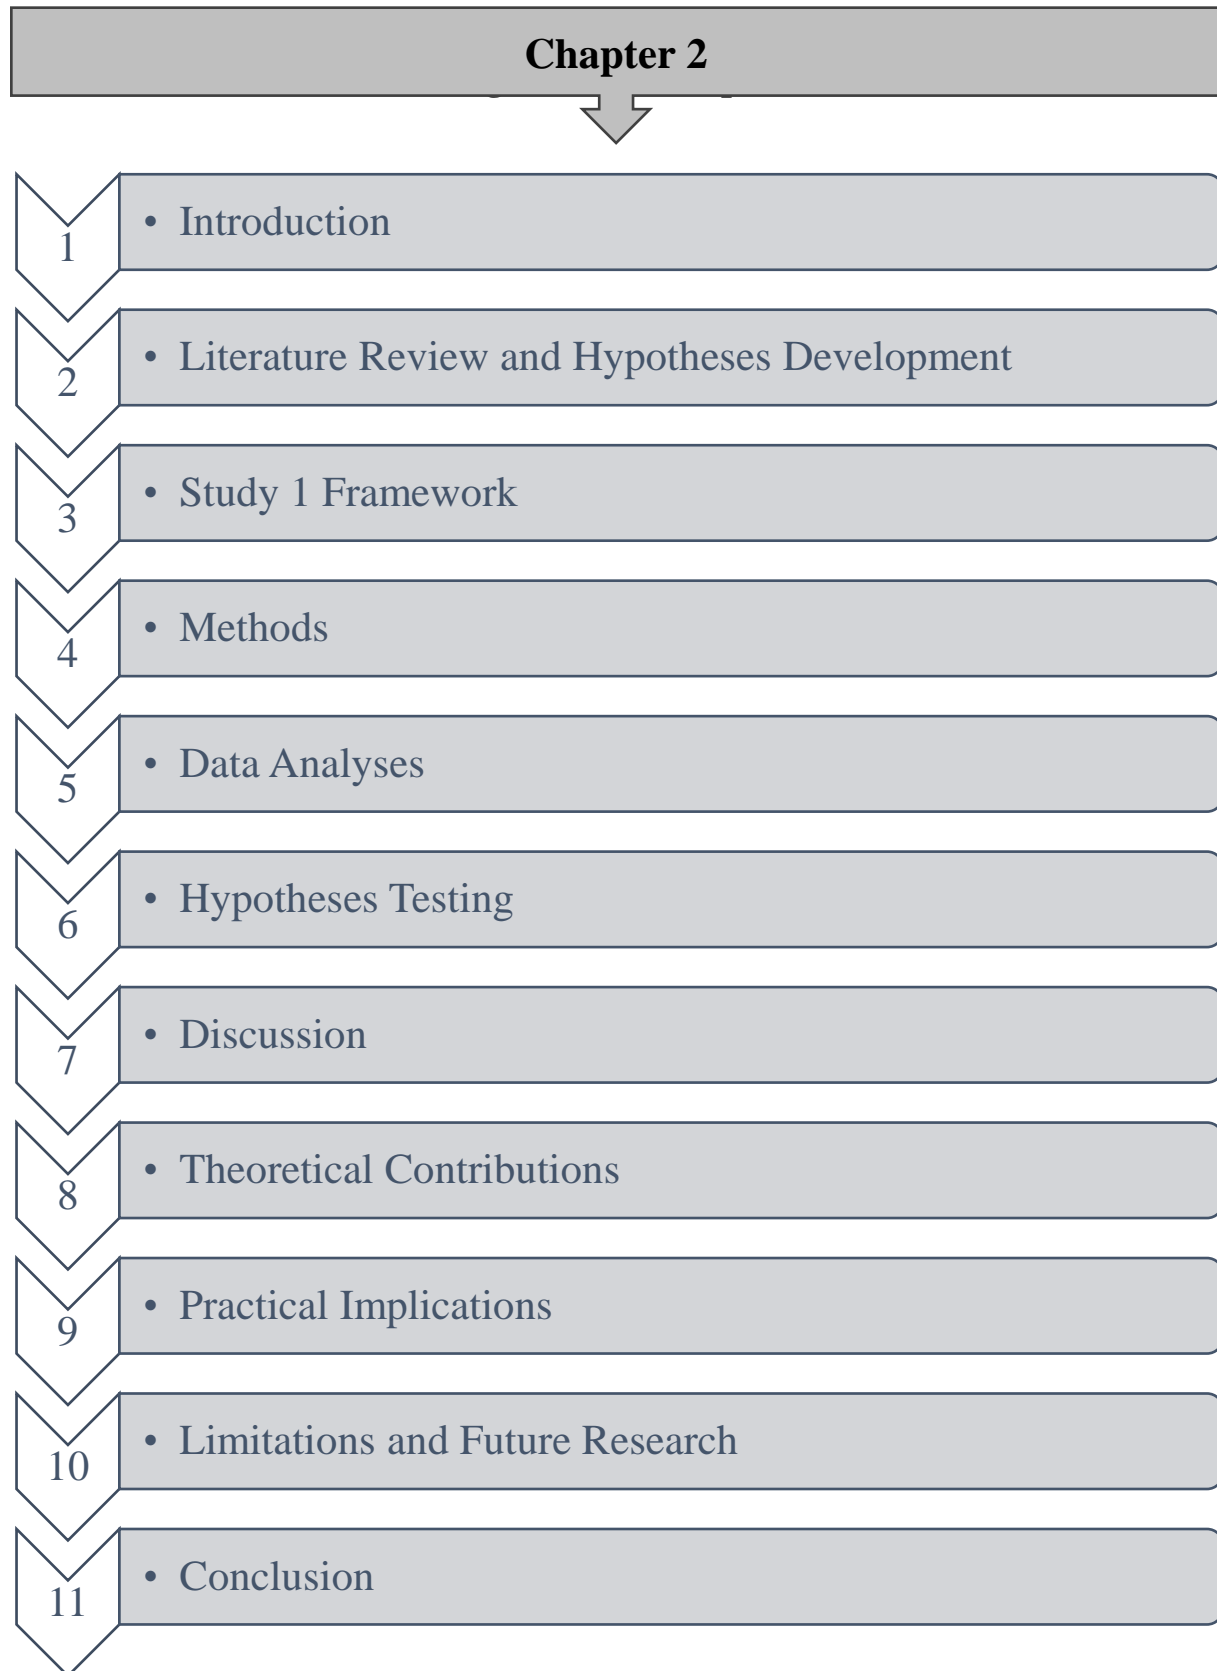 Chapter 2
1
• Introduction
2
• Literature Review and Hypotheses Development
3
• Study 1 Framework
4
• Methods
5
• Data Analyses
6
• Hypotheses Testing
7
• Discussion
8
• Theoretical Contributions
9
• Practical Implications
10
• Limitations and Future Research
11
• Conclusion